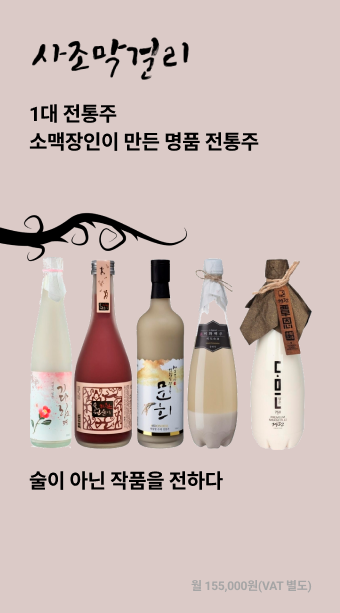 사조막걸리
1대 전통주
소맥장인이 만든 명품 전통주
문희
술이 아닌 작품을 전하다
월 155,000원(VAT 별도)